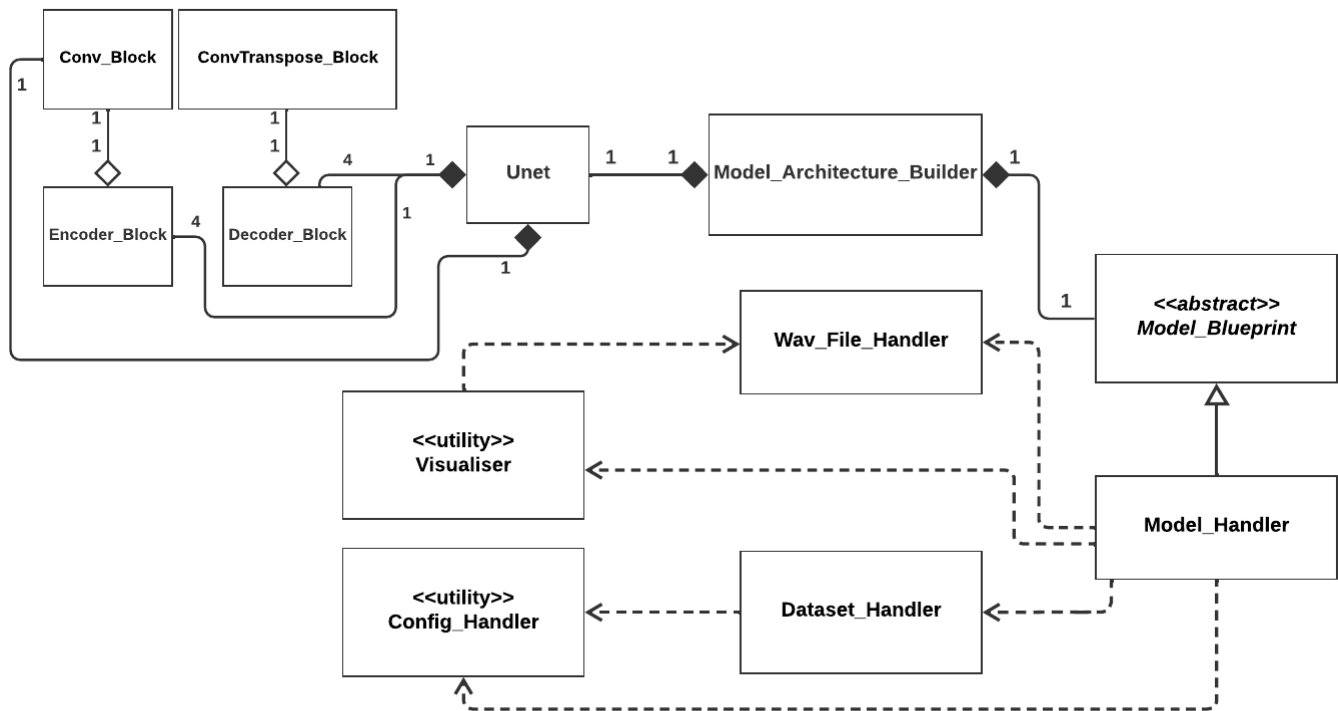 Conv_Block
ConvTranspose_Block
1
1
1
1
1
1
4
1
1
1
1
Unet
Model_Architecture_Builder
Encoder_Block
4
Decoder_Block
1
1
1
<<abstract>>
Model_Blueprint
Wav_File_Handler
<<utility>>
Visualiser
Model_Handler
<<utility>>
Config_Handler
Dataset_Handler